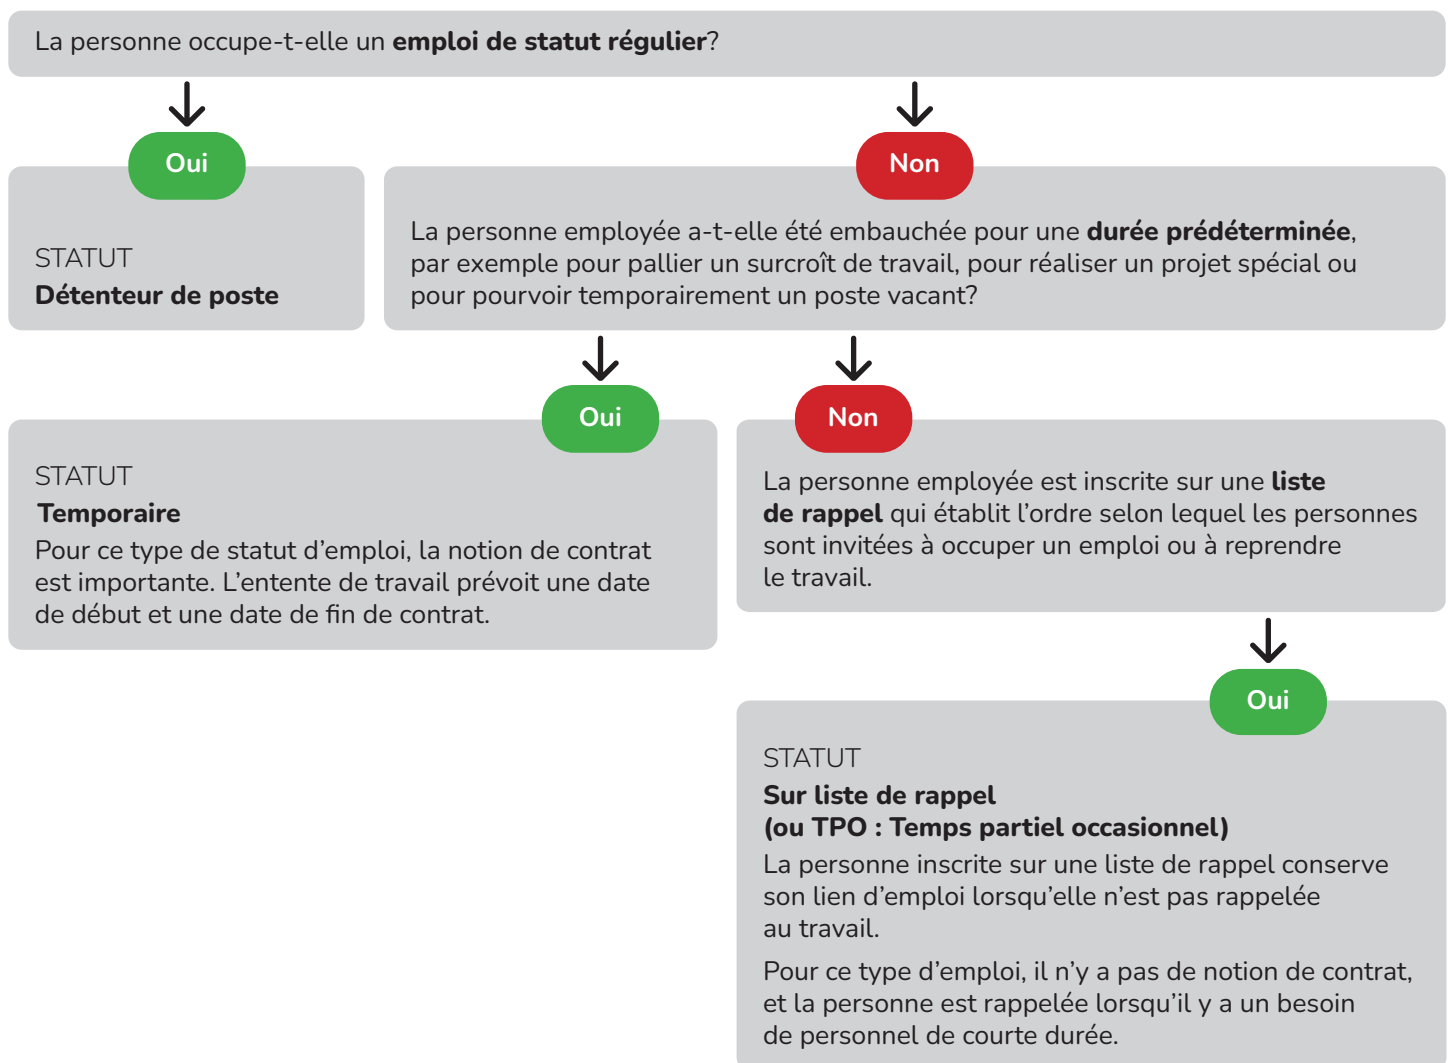 La personne occupe-t-elle un emploi de statut régulier?
Oui
Non
STATUT
Détenteur de poste
La personne employée a-t-elle été embauchée pour une durée prédéterminée,
par exemple pour pallier un surcroît de travail, pour réaliser un projet spécial ou
pour pourvoir temporairement un poste vacant?
Oui
Non
STATUT
Temporaire
Pour ce type de statut d’emploi, la notion de contrat
est importante. L’entente de travail prévoit une date
de début et une date de fin de contrat.
La personne employée est inscrite sur une liste
de rappel qui établit l’ordre selon lequel les personnes
sont invitées à occuper un emploi ou à reprendre
le travail.
Oui
STATUT
Sur liste de rappel
(ou TPO : Temps partiel occasionnel)
La personne inscrite sur une liste de rappel conserve
son lien d’emploi lorsqu’elle n’est pas rappelée
au travail.
Pour ce type d’emploi, il n’y a pas de notion de contrat,
et la personne est rappelée lorsqu’il y a un besoin
de personnel de courte durée.